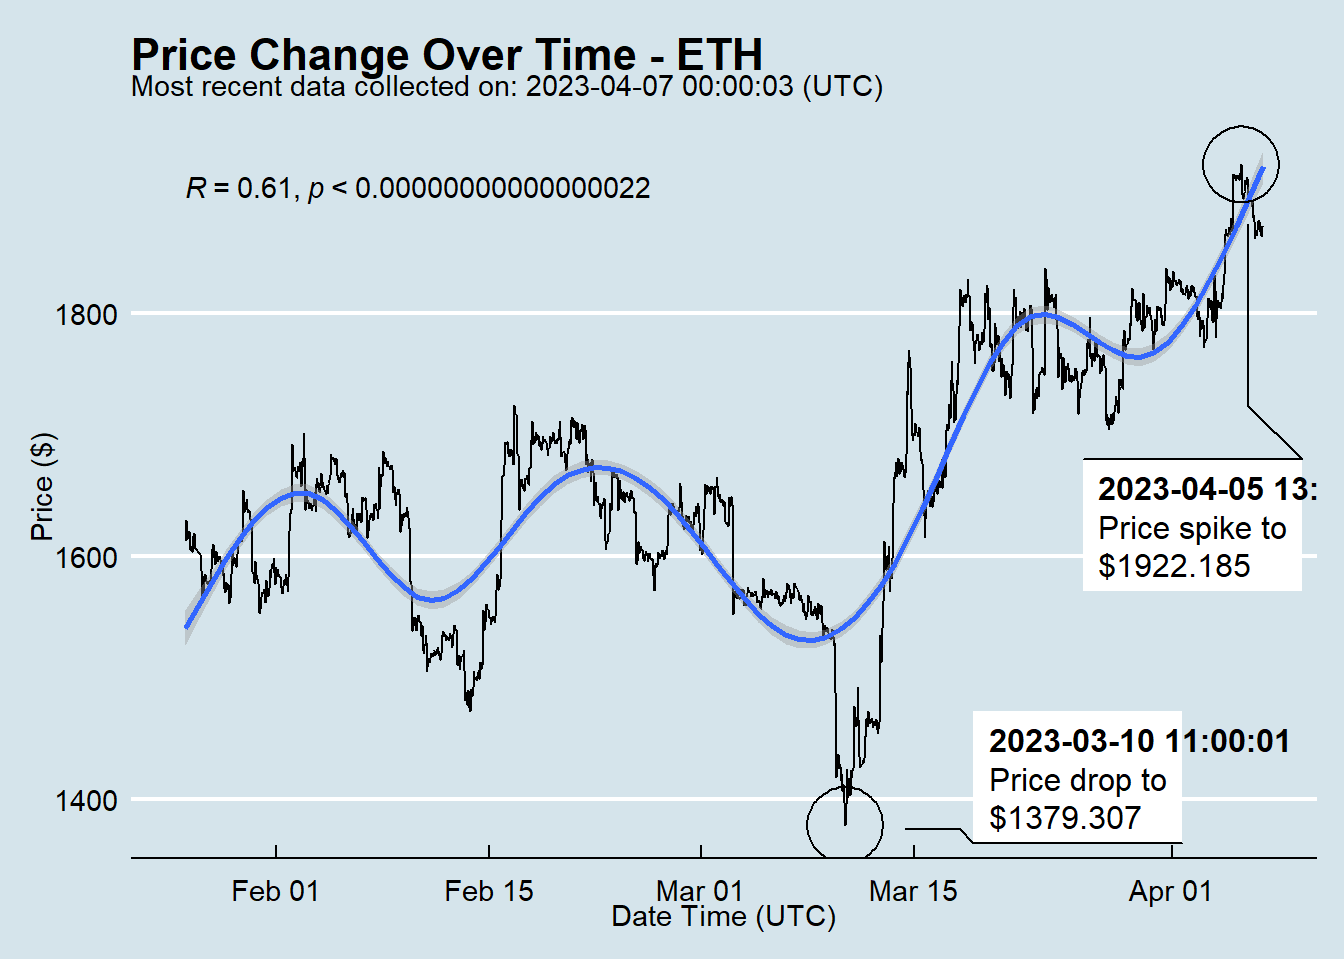 Price Change Over Time - ETH
Most recent data collected on: 2023-04-07 00:00:03 (UTC)
R = 0.61, p < 0.00000000000000022
Price ($)
1800
1600
1400
2023-04-05 13:
Price spike to
$1922.185
2023-03-10 11:00:01
Price drop to
$1379.307
Feb 01 Feb 15 Mar 01 Mar 15 Apr 01
Date Time (UTC)